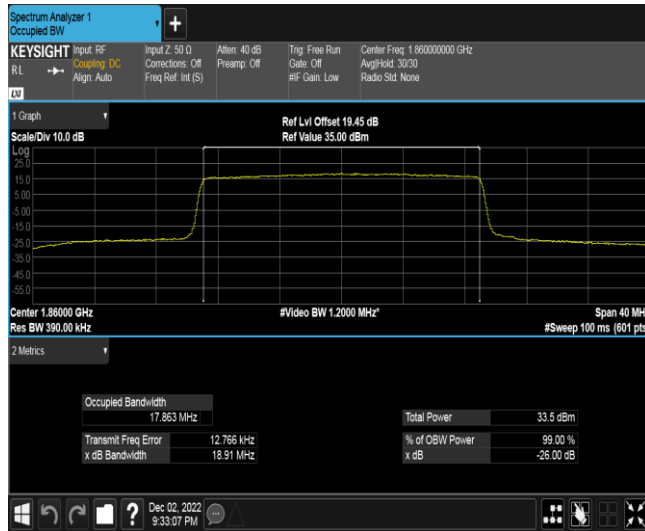 Spectrum Analyzer 1
Occupied BW
+
KEYSIGHT
RL
LXI
Input: RF
Coupling: DC
Align: Auto
Input Z: 50 Ω
Corrections: Off
Freq Ref: Int (S)
Atten: 40 dB
Preamp: Off
Trig: Free Run
Gate: Off
#IF Gain: Low
Center Freq: 1.860000000 GHz
Avg|Hold: 30/30
Radio Std: None
1 Graph
Scale/Div 10.0 dB
Ref Lvl Offset 19.45 dB
Ref Value 35.00 dBm
Log
25.0
15.0
5.00
-5.00
-15.0
-25.0
-35.0
-45.0
-55.0
Center 1.86000 GHz
#Video BW 1.2000 MHz*
Span 40 MH
Res BW 390.00 kHz
#Sweep 100 ms (601 pts
2 Metrics
Occupied Bandwidth
17.863 MHz
Total Power 33.5 dBm
Transmit Freq Error 12.766 kHz
% of OBW Power 99.00 %
x dB Bandwidth 18.91 MHz
x dB -26.00 dB
?
Dec 02, 2022
9:33:07 PM